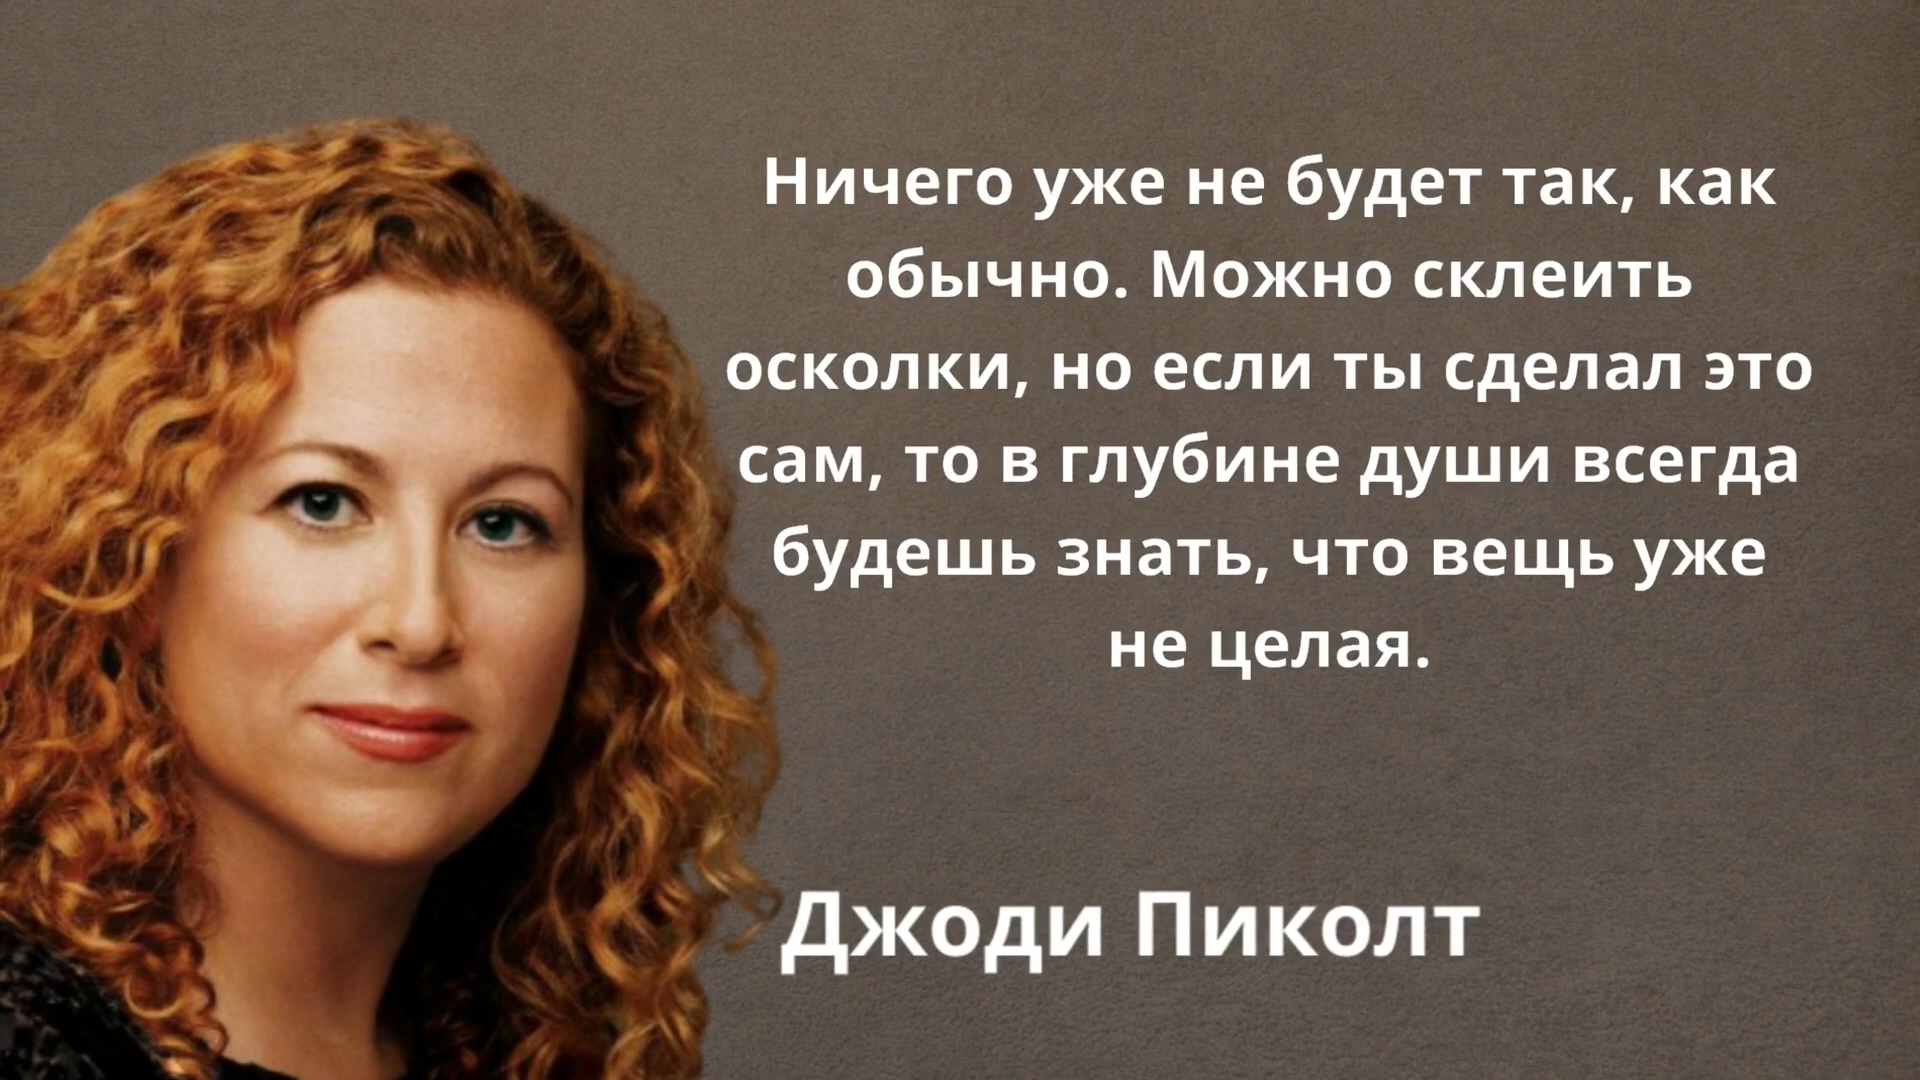 Ничего уже не будет так, как
обычно. Можно склеить
осколки, но если ты сделал это
сам, то в глубине души всегда
будешь знать, что вещь уже
не целая.
Джоди Пиколт